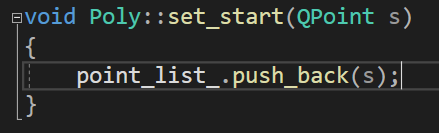 void Poly::set_start(QPoint s)
{
    point_list_.push_back(s);
}